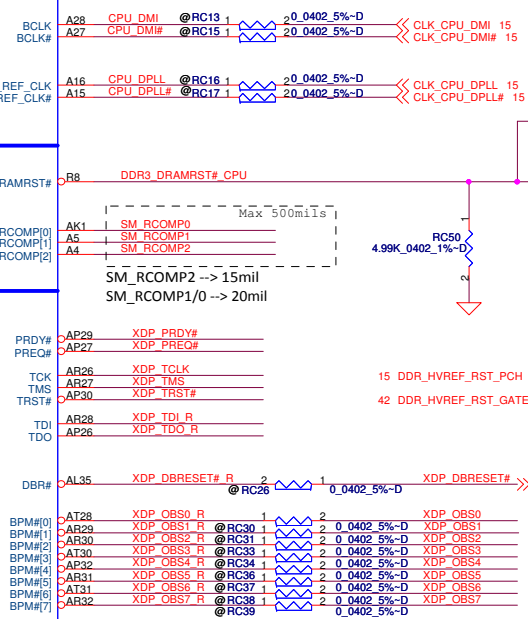 BCLK A28 CPU_DMI @RC13 1 2 0_0402_5%~D CLK_CPU_DMI 15
BCLK# A27 CPU_DMI# @RC15 1 2 0_0402_5%~D CLK_CPU_DMI# 15
_REF_CLK A16 CPU_DPLL @RC16 1 2 0_0402_5%~D CLK_CPU_DPLL 15
REF_CLK# A15 CPU_DPLL# @RC17 1 2 0_0402_5%~D CLK_CPU_DPLL# 15
RAMRST# R8 DDR3_DRAMRST#_CPU
Max 500mils
RCOMP[0] AK1 SM_RCOMP0
RCOMP[1] A5 SM_RCOMP1
RCOMP[2] A4 SM_RCOMP2
1
RC50
4.99K_0402_1%~D
2
SM_RCOMP2 --> 15mil
SM_RCOMP1/0 --> 20mil
PRDY# AP29 XDP_PRDY#
PREQ# AP27 XDP_PREQ#
TCK AR26 XDP_TCLK
TMS AR27 XDP_TMS
TRST# AP30 XDP_TRST#
15 DDR_HVREF_RST_PCH
42 DDR_HVREF_RST_GATE
TDI AR28 XDP_TDI_R
TDO AP26 XDP_TDO_R
DBR# AL35 XDP_DBRESET#_R 2 1 XDP_DBRESET#
@RC26 0_0402_5%~D
BPM#[0] AT28 XDP_OBS0_R 1 2 XDP_OBS0
BPM#[1] AR29 XDP_OBS1_R @RC30 1 2 0_0402_5%~D XDP_OBS1
BPM#[2] AR30 XDP_OBS2_R @RC31 1 2 0_0402_5%~D XDP_OBS2
BPM#[3] AT30 XDP_OBS3_R @RC33 1 2 0_0402_5%~D XDP_OBS3
BPM#[4] AP32 XDP_OBS4_R @RC34 1 2 0_0402_5%~D XDP_OBS4
BPM#[5] AR31 XDP_OBS5_R @RC36 1 2 0_0402_5%~D XDP_OBS5
BPM#[6] AT31 XDP_OBS6_R @RC37 1 2 0_0402_5%~D XDP_OBS6
BPM#[7] AR32 XDP_OBS7_R @RC38 1 2 0_0402_5%~D XDP_OBS7
@RC39 0_0402_5%~D